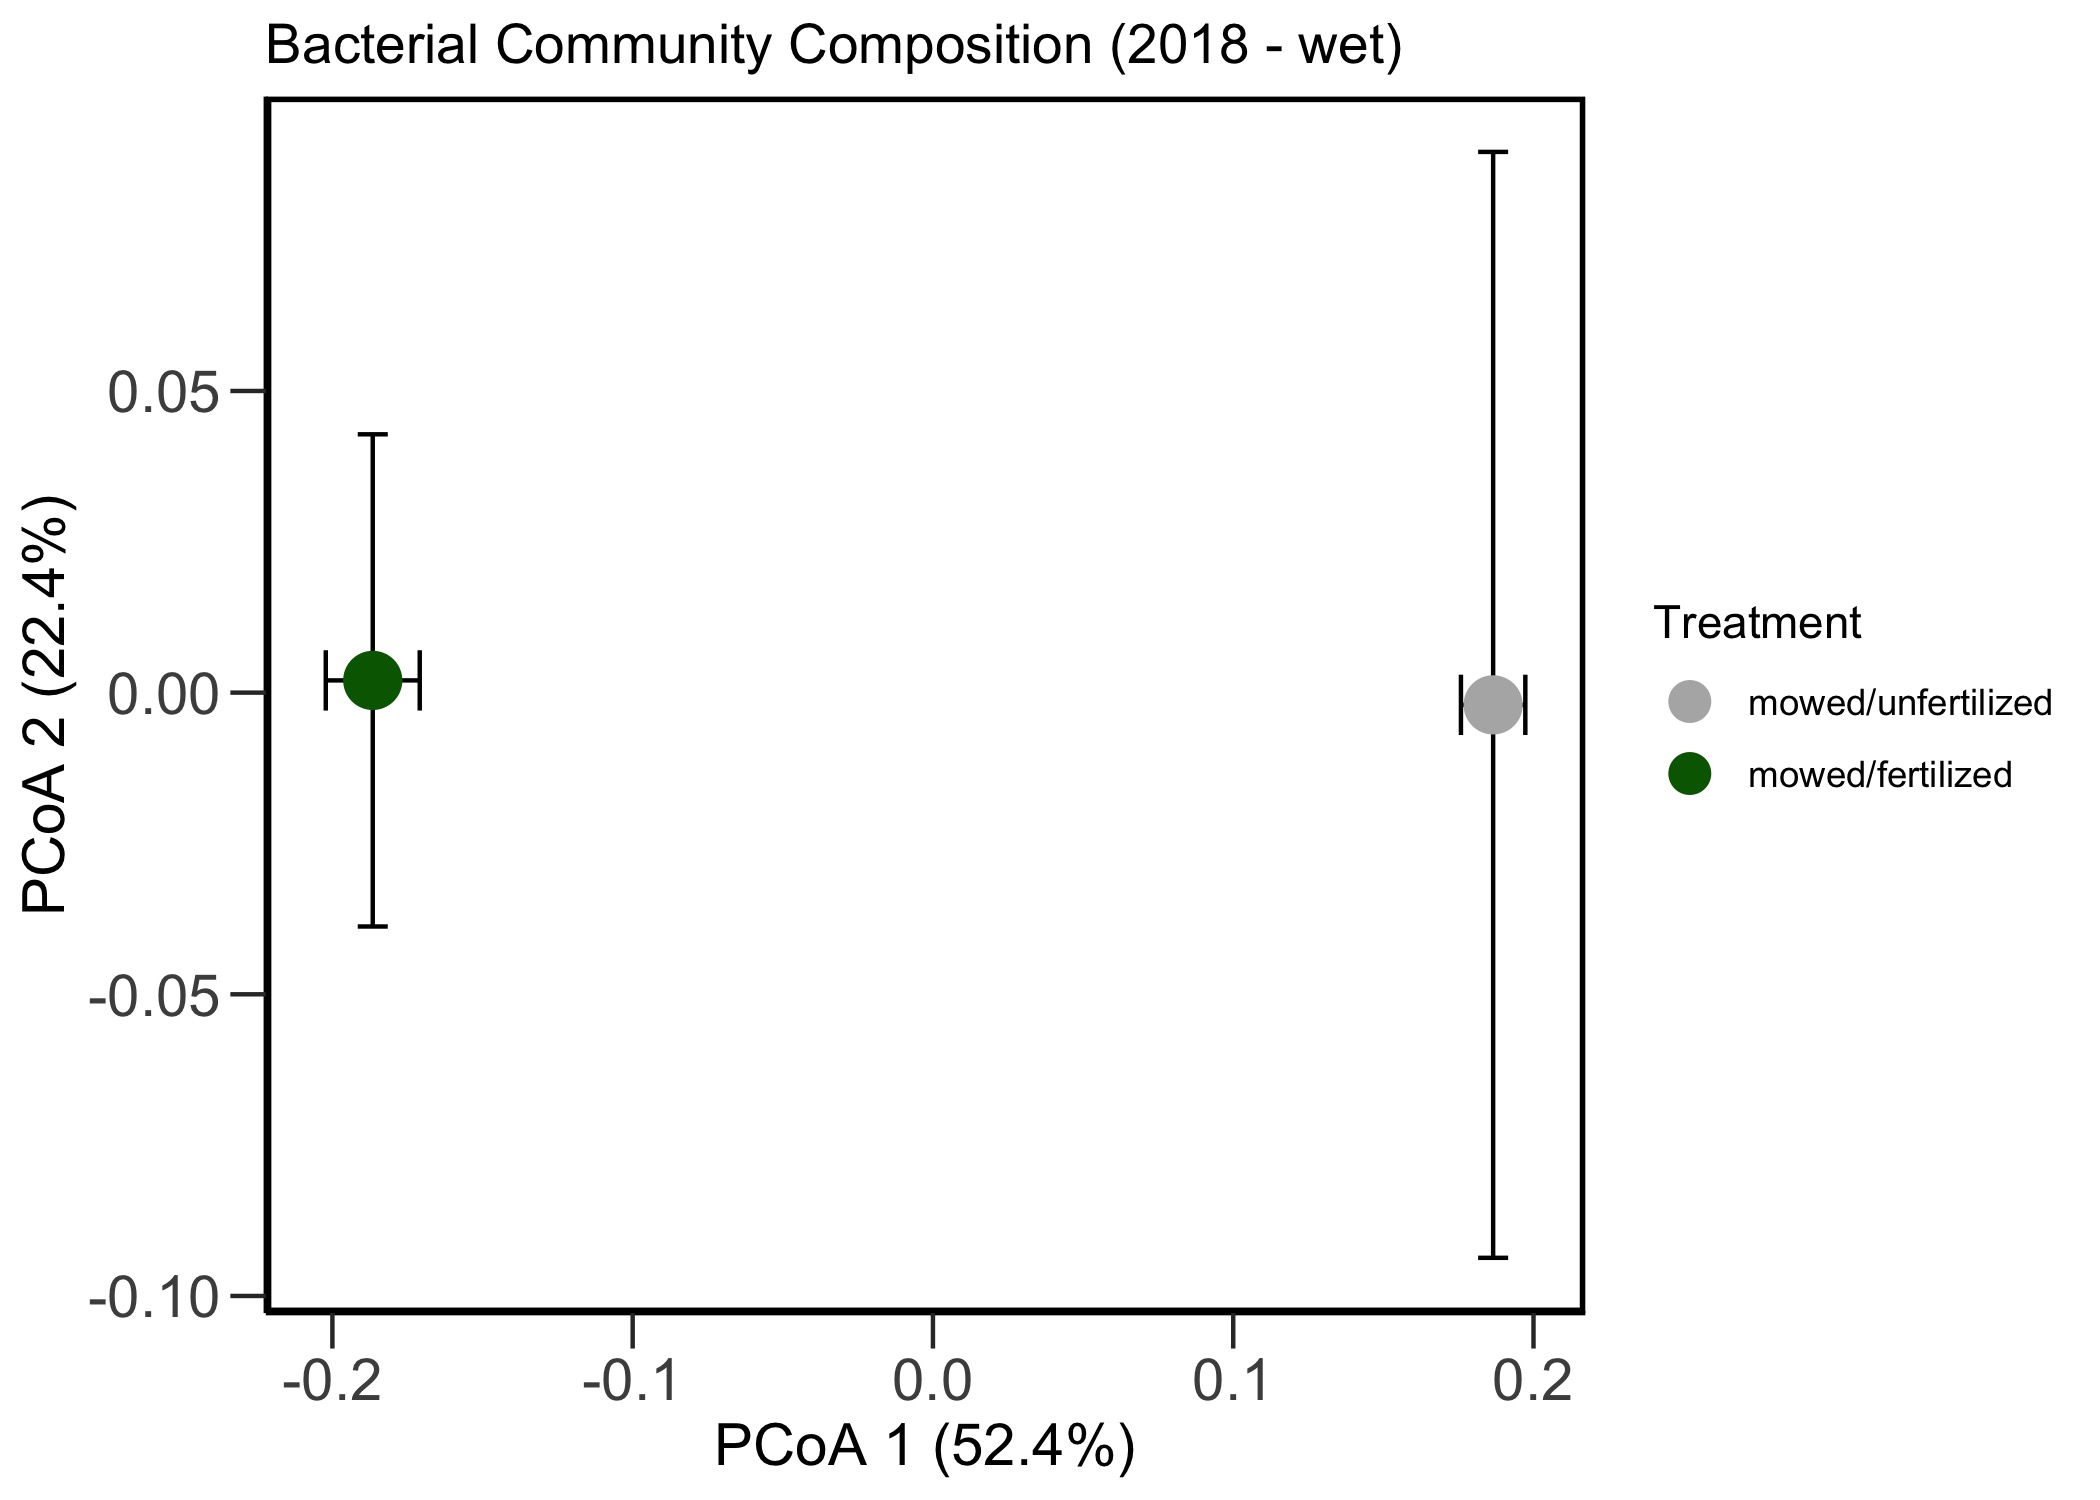 Bacterial Community Composition (2018 - wet)
PCoA 2 (22.4%)
0.05
0.00
-0.05
-0.10
-0.2 -0.1 0.0 0.1 0.2
PCoA 1 (52.4%)
Treatment
mowed/unfertilized
mowed/fertilized